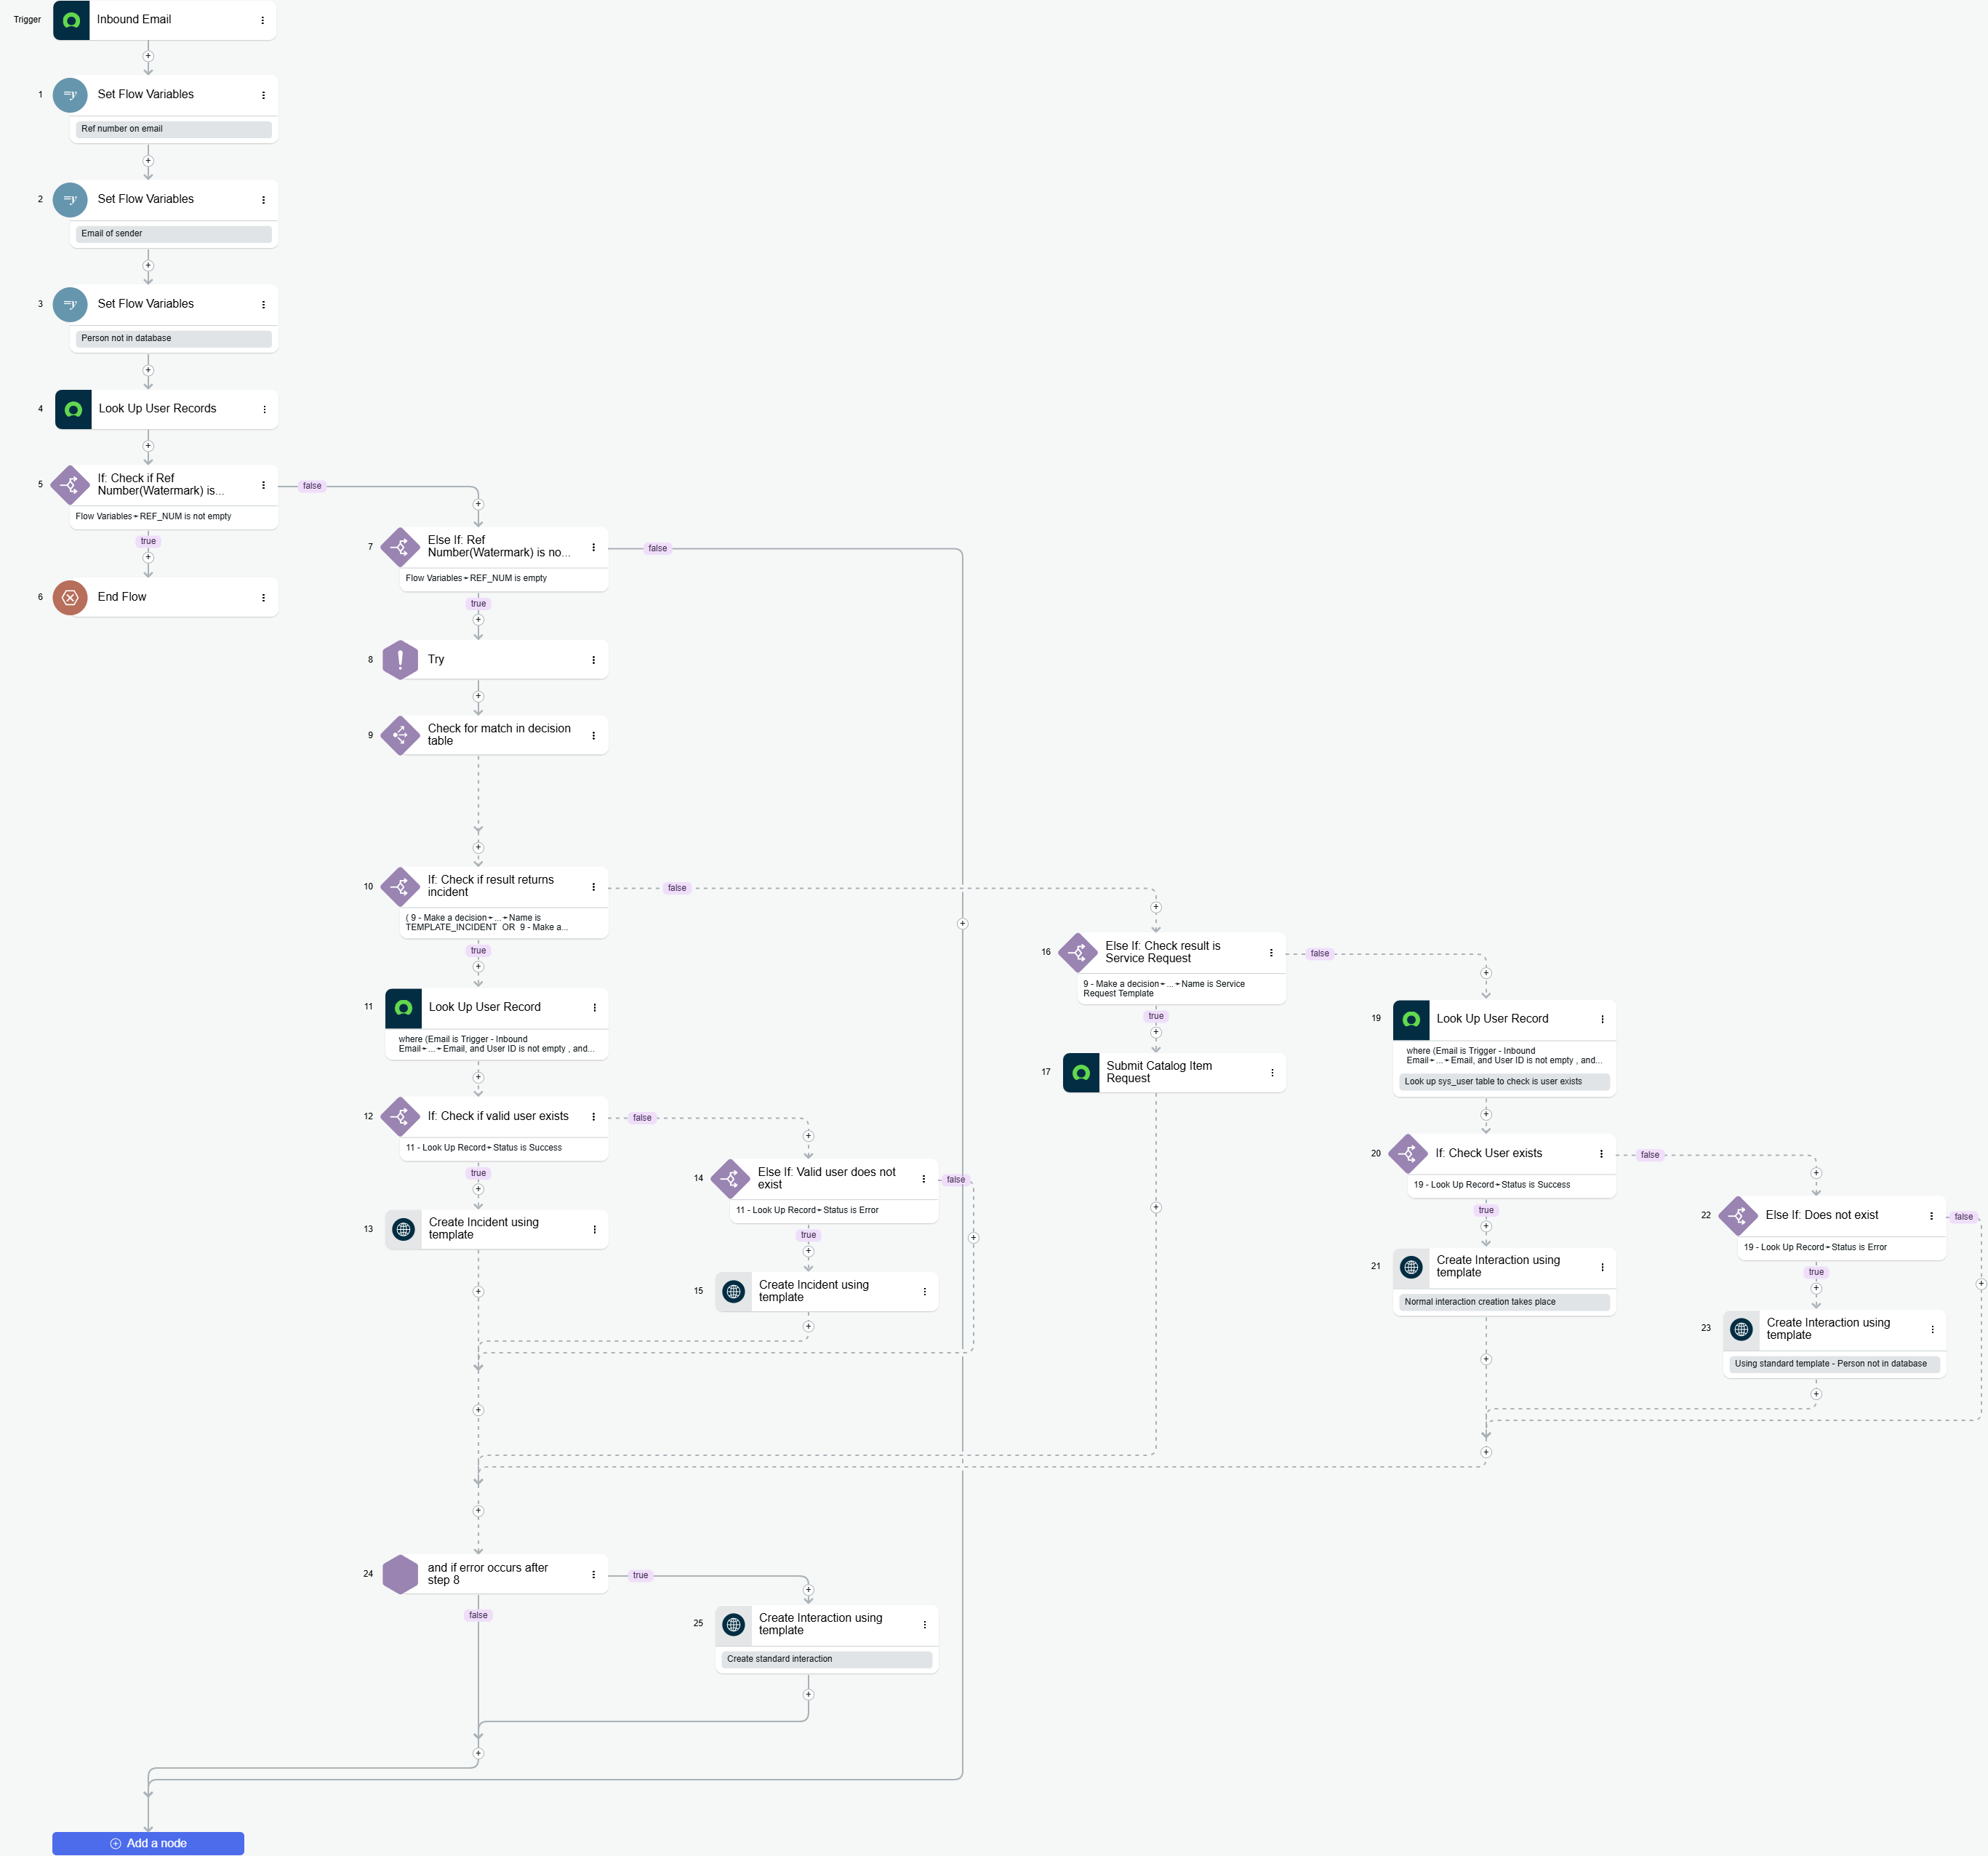 Trigger
Inbound Email
1
Set Flow Variables
Ref number on email
2
Set Flow Variables
Email of sender
3
Set Flow Variables
Person not in database
4
Look Up User Records
5
If: Check if Ref
Number(Watermark) is...
Flow Variables➛REF_NUM is not empty
false
true
6
End Flow
7
Else If: Ref
Number(Watermark) is no...
Flow Variables➛REF_NUM is empty
false
true
8
Try
9
Check for match in decision
table
10
If: Check if result returns
incident
( 9 - Make a decision➛...➛Name is
TEMPLATE_INCIDENT OR 9 - Make a...
false
true
11
Look Up User Record
where (Email is Trigger - Inbound
Email➛...➛Email, and User ID is not empty , and...
12
If: Check if valid user exists
11 - Look Up Record➛Status is Success
false
true
13
Create Incident using
template
14
Else If: Valid user does not
exist
11 - Look Up Record➛Status is Error
false
true
15
Create Incident using
template
16
Else If: Check result is
Service Request
9 - Make a decision➛...➛Name is Service
Request Template
false
true
17
Submit Catalog Item
Request
19
Look Up User Record
where (Email is Trigger - Inbound
Email➛...➛Email, and User ID is not empty , and...
Look up sys_user table to check is user exists
20
If: Check User exists
19 - Look Up Record➛Status is Success
false
true
21
Create Interaction using
template
Normal interaction creation takes place
22
Else If: Does not exist
19 - Look Up Record➛Status is Error
false
true
23
Create Interaction using
template
Using standard template - Person not in database
24
and if error occurs after
step 8
true
false
25
Create Interaction using
template
Create standard interaction
Add a node